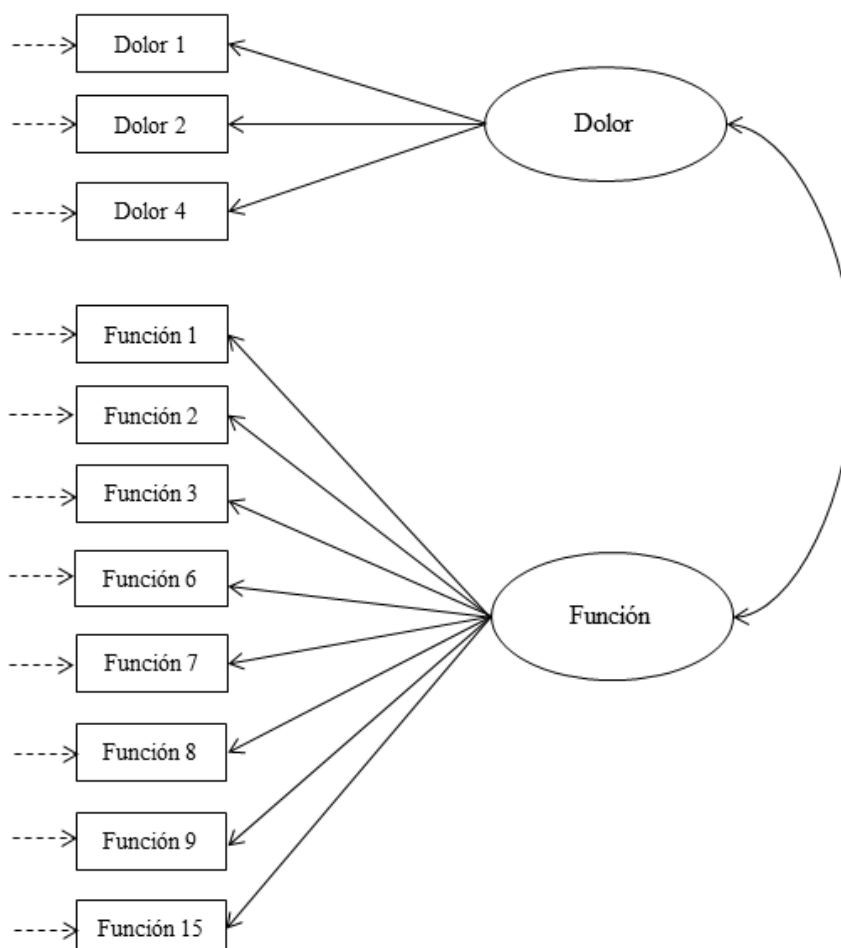 Dolor 1
Dolor 2
Dolor 4
Dolor
Función 1
Función 2
Función 3
Función 6
Función 7
Función 8
Función 9
Función 15
Función